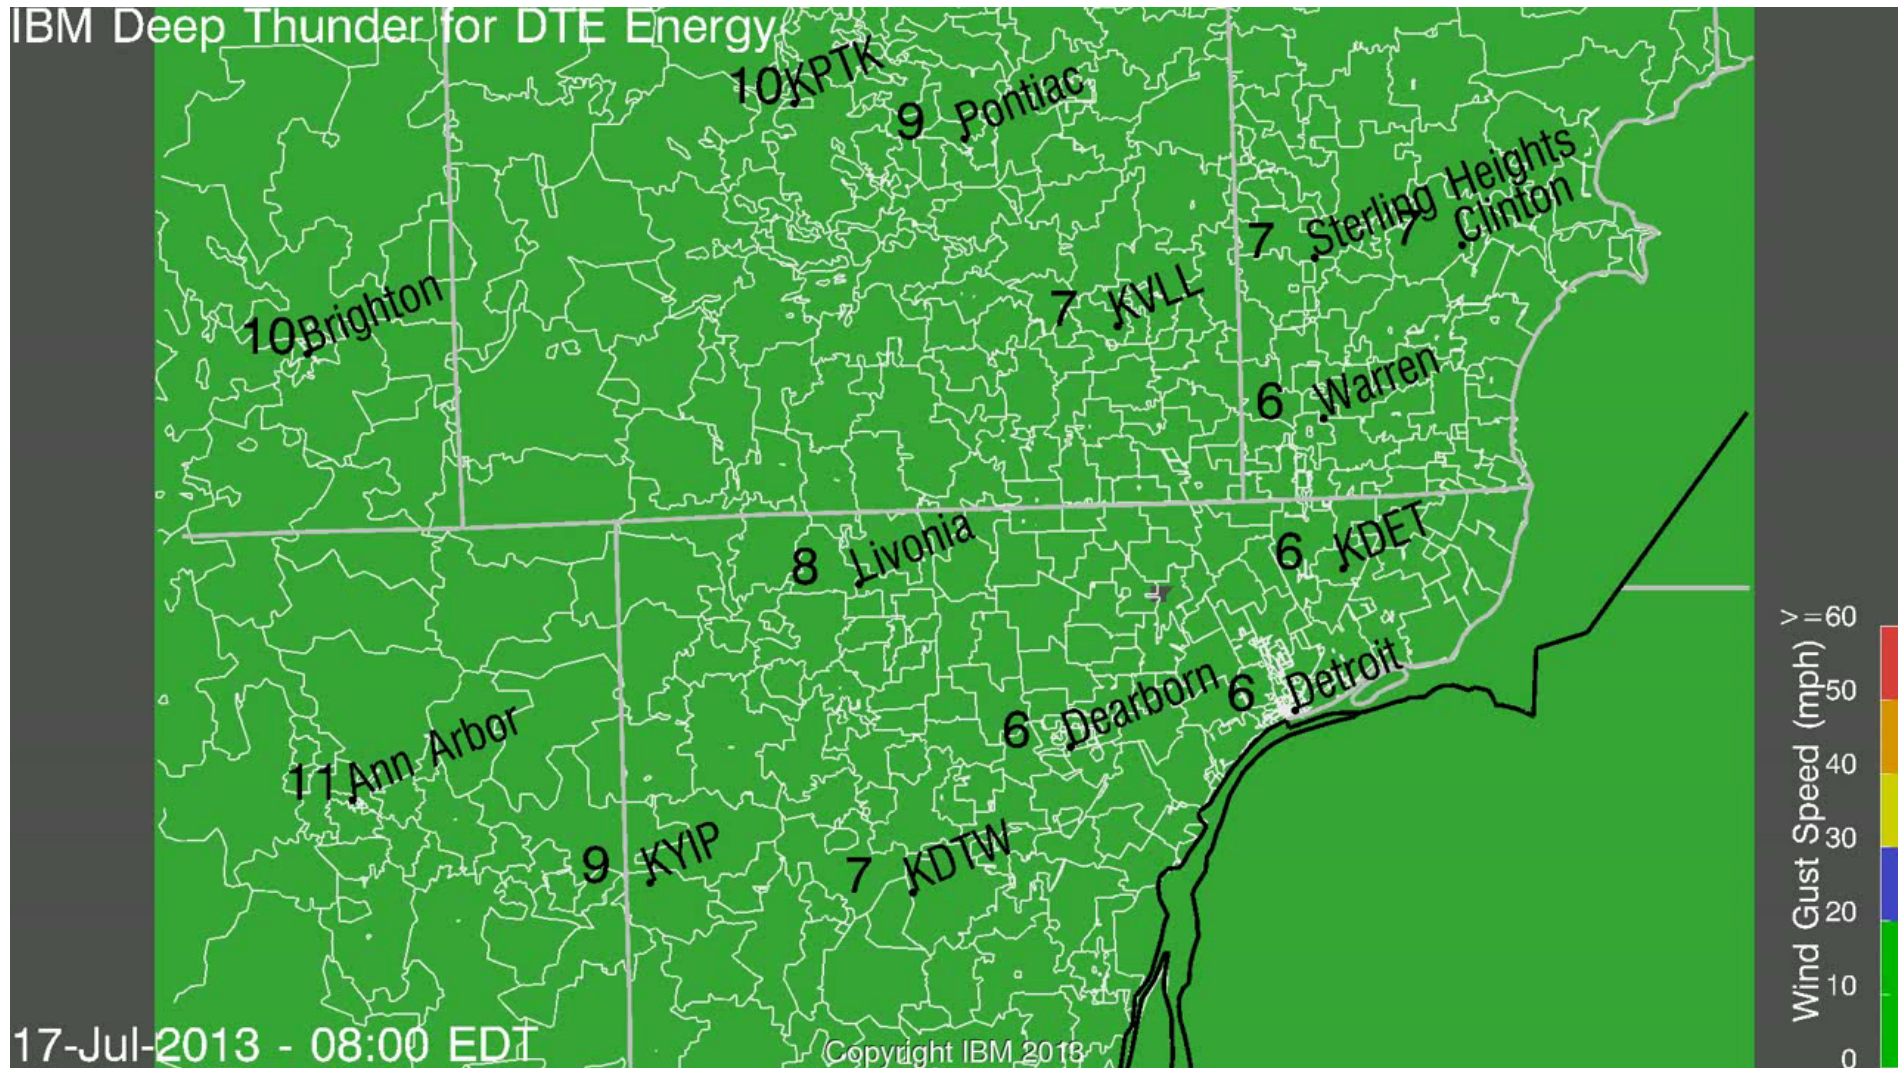 IBM Deep Thunder for DTE Energy
10 KPTK
9 Pontiac
7 Sterling Heights
7 Clinton
10 Brighton
7 KVLL
6 Warren
8 Livonia
6 KDET
6 Dearborn
6 Detroit
11 Ann Arbor
9 KYIP
7 KDTW
>=60
50
40
30
20
10
0
Wind Gust Speed (mph)
17-Jul-2013 - 08:00 EDT
Copyright IBM 2013